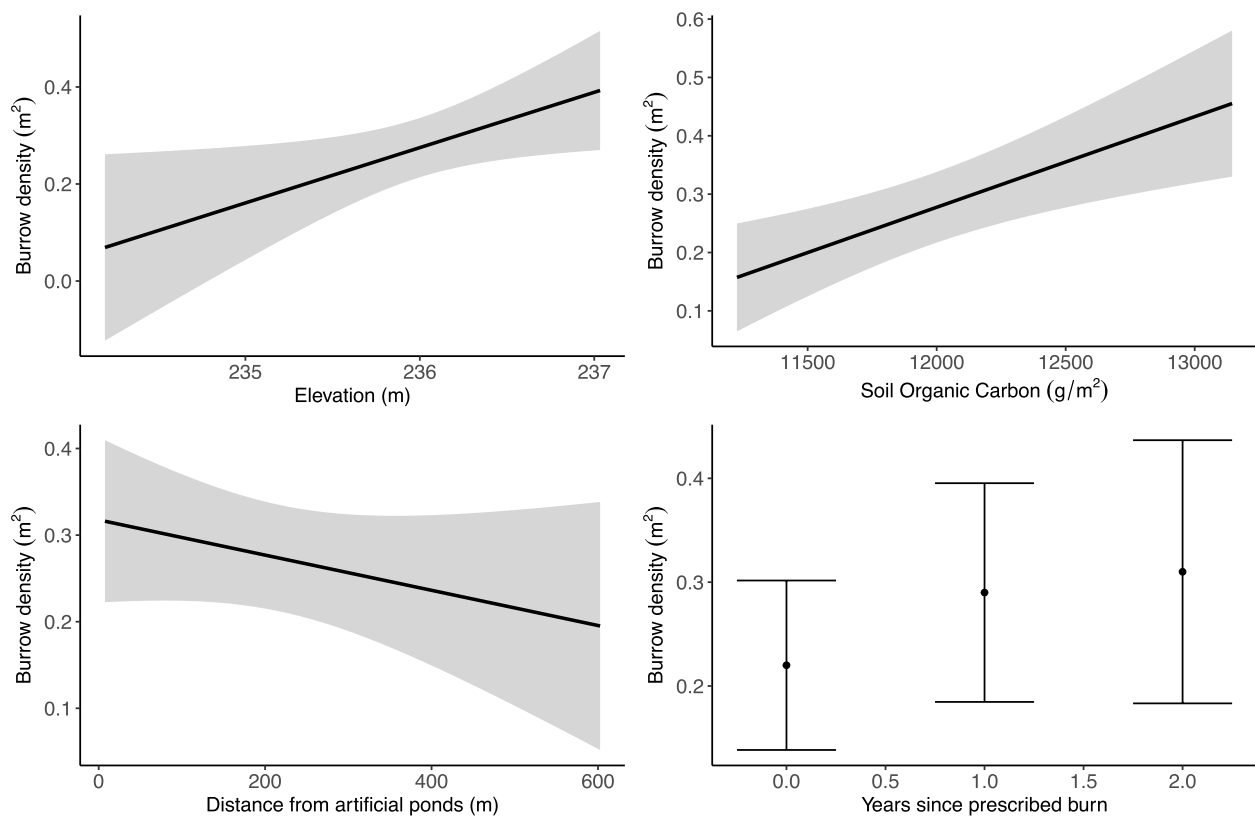 Burrow density (m²)
0.4
0.2
0.0
235 236 237
Elevation (m)
Burrow density (m²)
0.6
0.5
0.4
0.3
0.2
0.1
11500 12000 12500 13000
Soil Organic Carbon (g/m²)
Burrow density (m²)
0.4
0.3
0.2
0.1
0 200 400 600
Distance from artificial ponds (m)
Burrow density (m²)
0.4
0.3
0.2
0.0 0.5 1.0 1.5 2.0
Years since prescribed burn